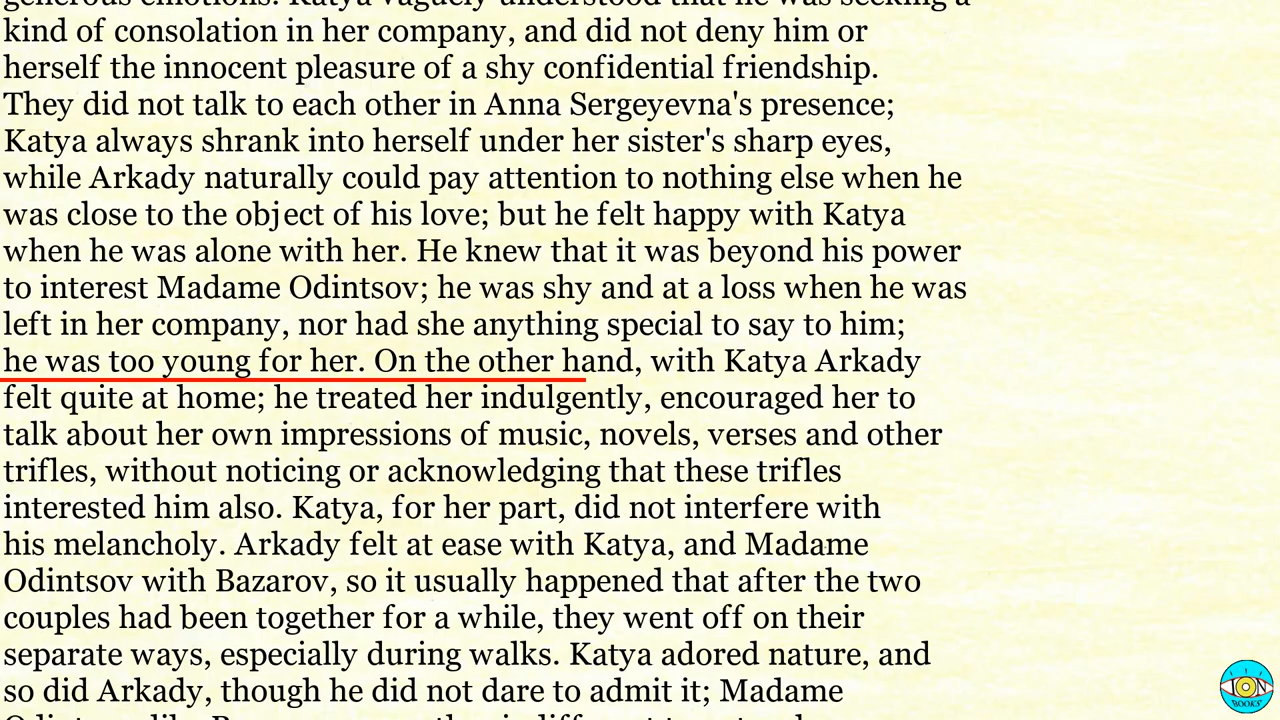 generous emotions. Katya vaguely understood that he was seeking a
kind of consolation in her company, and did not deny him or
herself the innocent pleasure of a shy confidential friendship.
They did not talk to each other in Anna Sergeyevna's presence;
Katya always shrank into herself under her sister's sharp eyes,
while Arkady naturally could pay attention to nothing else when he
was close to the object of his love; but he felt happy with Katya
when he was alone with her. He knew that it was beyond his power
to interest Madame Odintsov; he was shy and at a loss when he was
left in her company, nor had she anything special to say to him;
he was too young for her. On the other hand, with Katya Arkady
felt quite at home; he treated her indulgently, encouraged her to
talk about her own impressions of music, novels, verses and other
trifles, without noticing or acknowledging that these trifles
interested him also. Katya, for her part, did not interfere with
his melancholy. Arkady felt at ease with Katya, and Madame
Odintsov with Bazarov, so it usually happened that after the two
couples had been together for a while, they went off on their
separate ways, especially during walks. Katya adored nature, and
so did Arkady, though he did not dare to admit it; Madame
ION
BOOKS